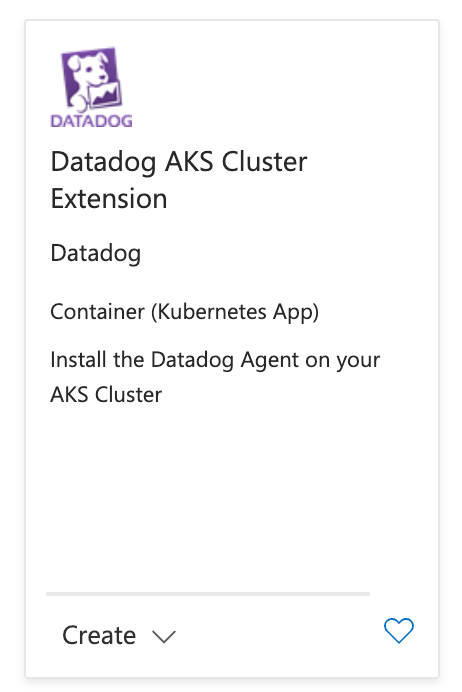 DATADOG
Datadog AKS Cluster
Extension
Datadog
Container (Kubernetes App)
Install the Datadog Agent on your
AKS Cluster
Create